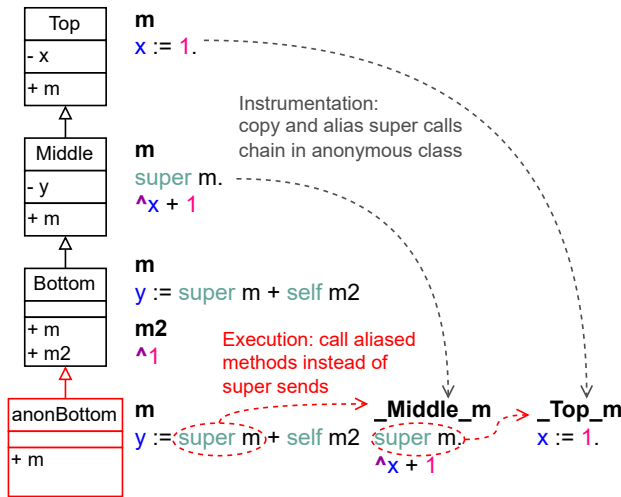 Top
- x
+ m
m
x := 1.
Instrumentation:
copy and alias super calls
chain in anonymous class
Middle
- y
+ m
m
super m.
^x + 1
Bottom
+ m
+ m2
m
y := super m + self m2
m2
^1
Execution: call aliased
methods instead of
super sends
anonBottom
+ m
m
y := super m + self m2
_Middle_m
super m.
^x + 1
_Top_m
x := 1.